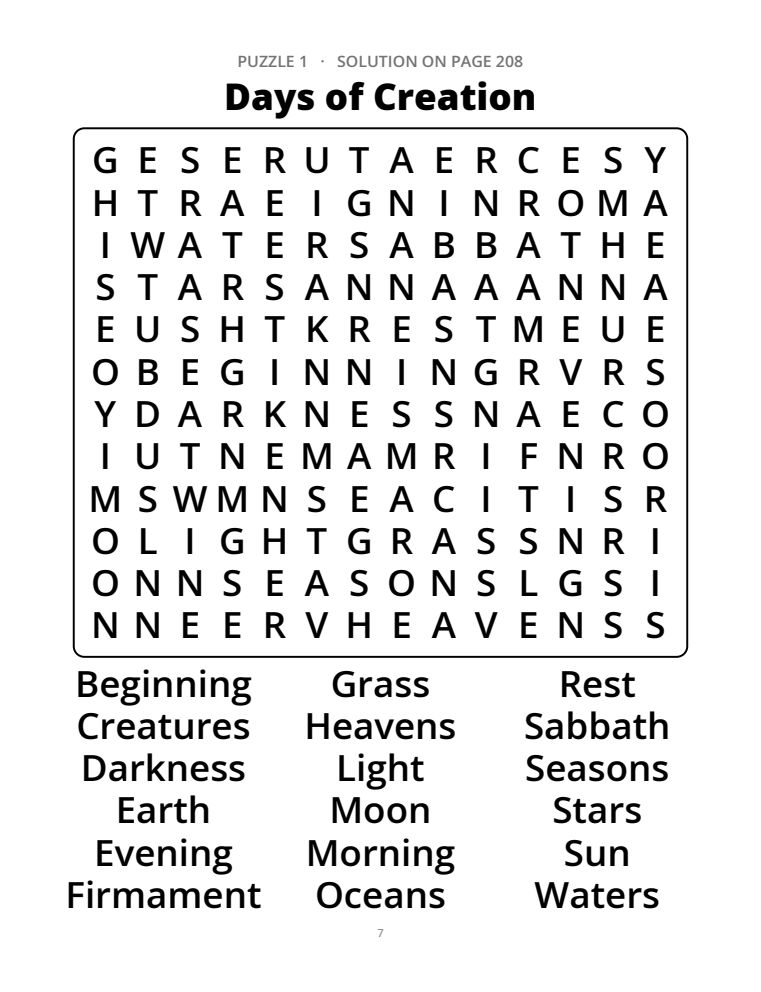 PUZZLE 1 · SOLUTION ON PAGE 208
Days of Creation
G E S E R U T A E R C E S Y
H T R A E I G N I N R O M A
I W A T E R S A B B A T H E
S T A R S A N N A A A N N A
E U S H T K R E S T M E U E
O B E G I N N I N G R V R S
Y D A R K N E S S N A E C O
I U T N E M A M R I F N R O
M S W M N S E A C I T I S R
O L I G H T G R A S S N R I
O N N S E A S O N S L G S I
N N E E R V H E A V E N S S
Beginning Grass Rest
Creatures Heavens Sabbath
Darkness Light Seasons
Earth Moon Stars
Evening Morning Sun
Firmament Oceans Waters
7